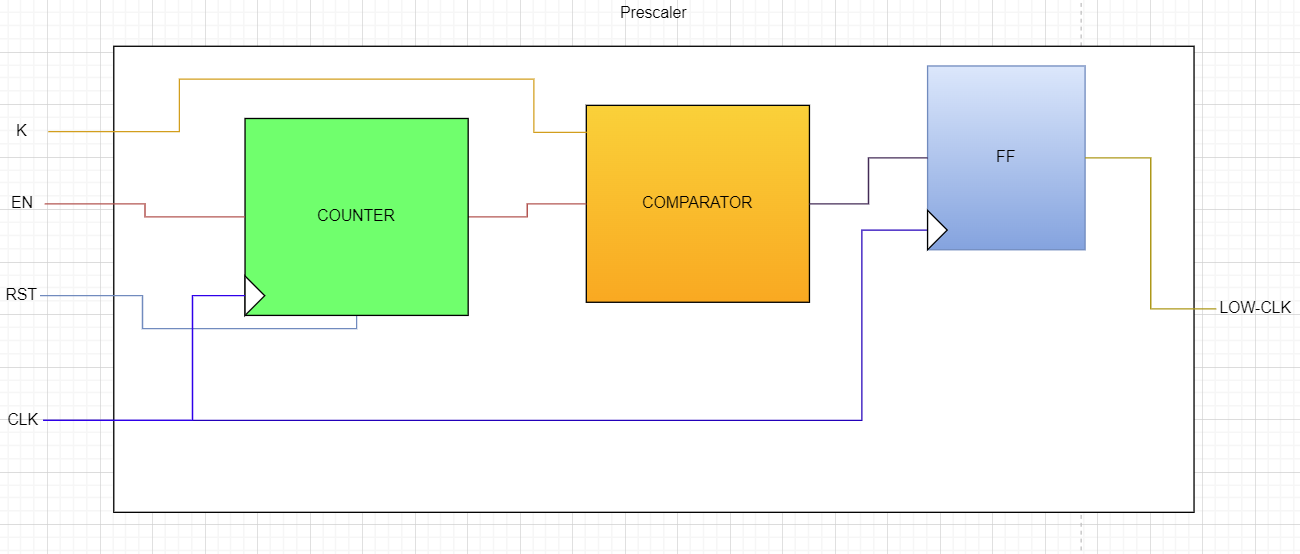 Prescaler
K
EN
RST
CLK
COUNTER
COMPARATOR
FF
LOW-CLK